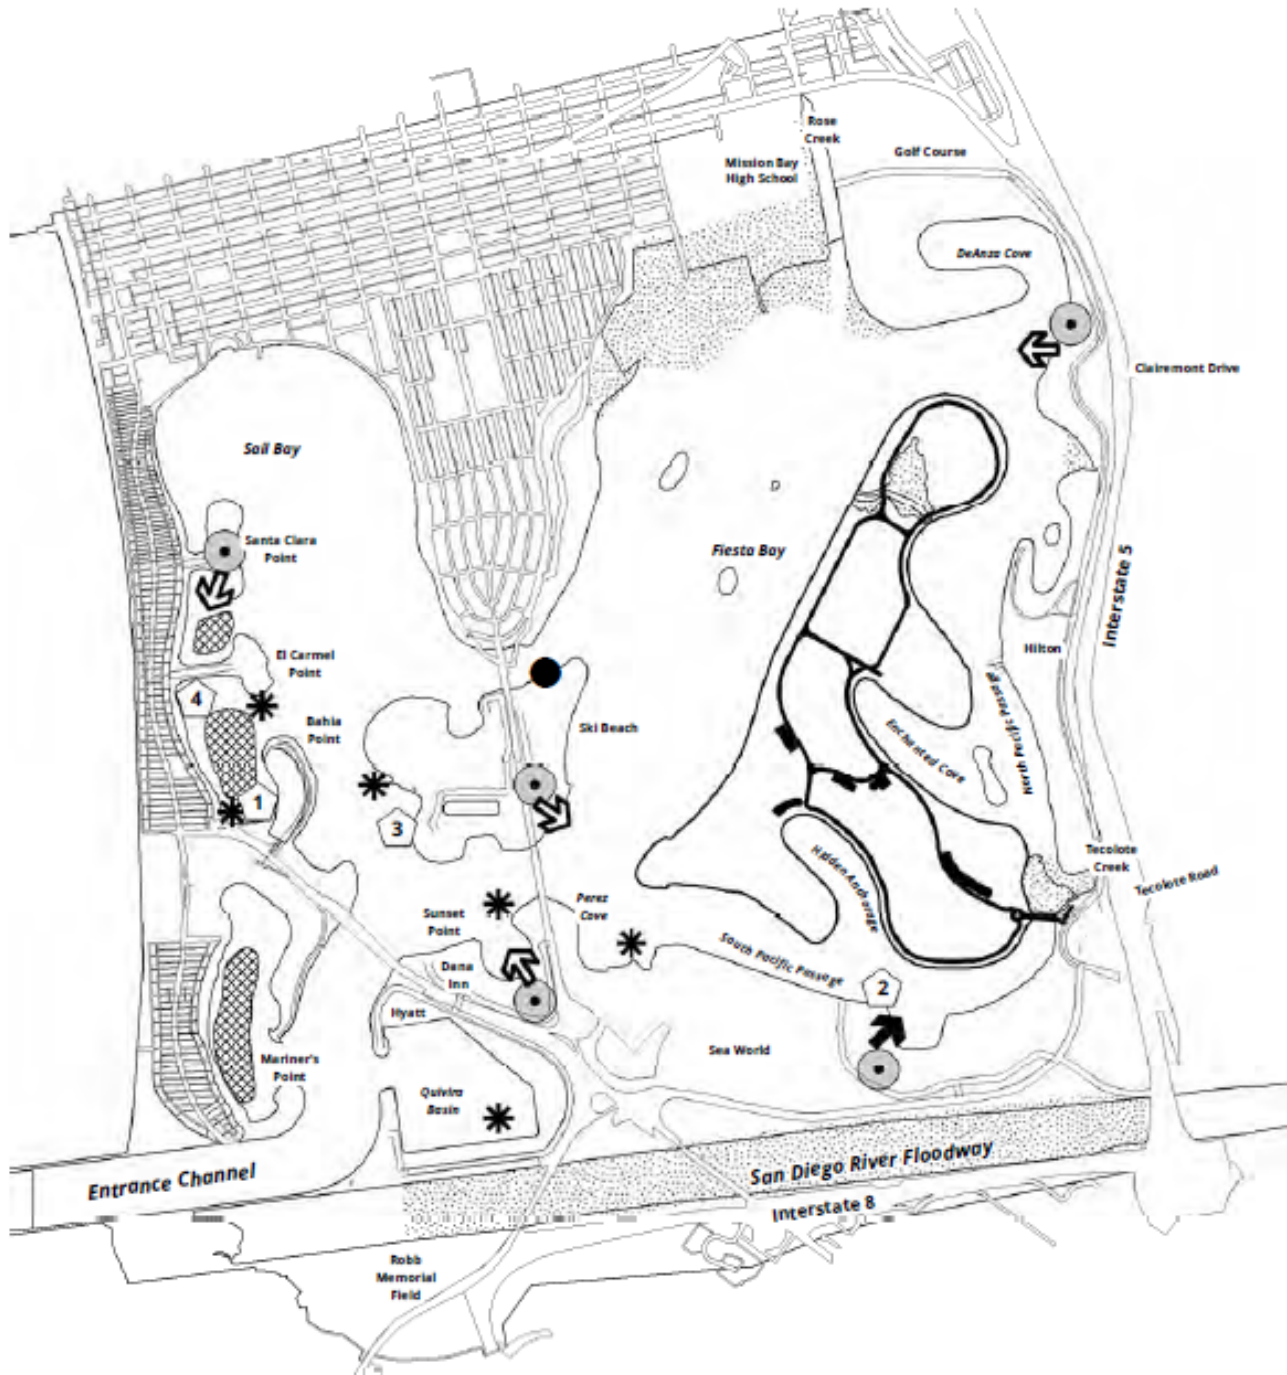 Rose
Creek
Golf Course
Mission Bay
High School
DeAnza Cove
Clairemont Drive
Sail Bay
D
Santa Clara
Point
Fiesta Bay
Interstate 5
El Carmel
Point
Hilton
4
Bahia
Point
Ski Beach
North Pacific Passage
Enchanted Cove
1
3
Hidden Anchorage
Tecolote
Creek
Tecolote Road
Perez
Cove
Sunset
Point
South Pacific Passage
Dana
Inn
2
Hyatt
Sea World
Mariner's
Point
Quivira
Basin
San Diego River Floodway
Entrance Channel
Interstate 8
Robb
Memorial
Field